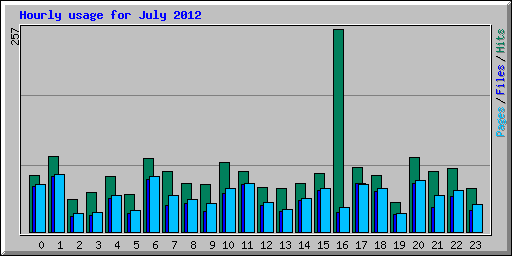 Hourly usage for July 2012
257
Pages / Files / Hits
0 1 2 3 4 5 6 7 8 9 10 11 12 13 14 15 16 17 18 19 20 21 22 23